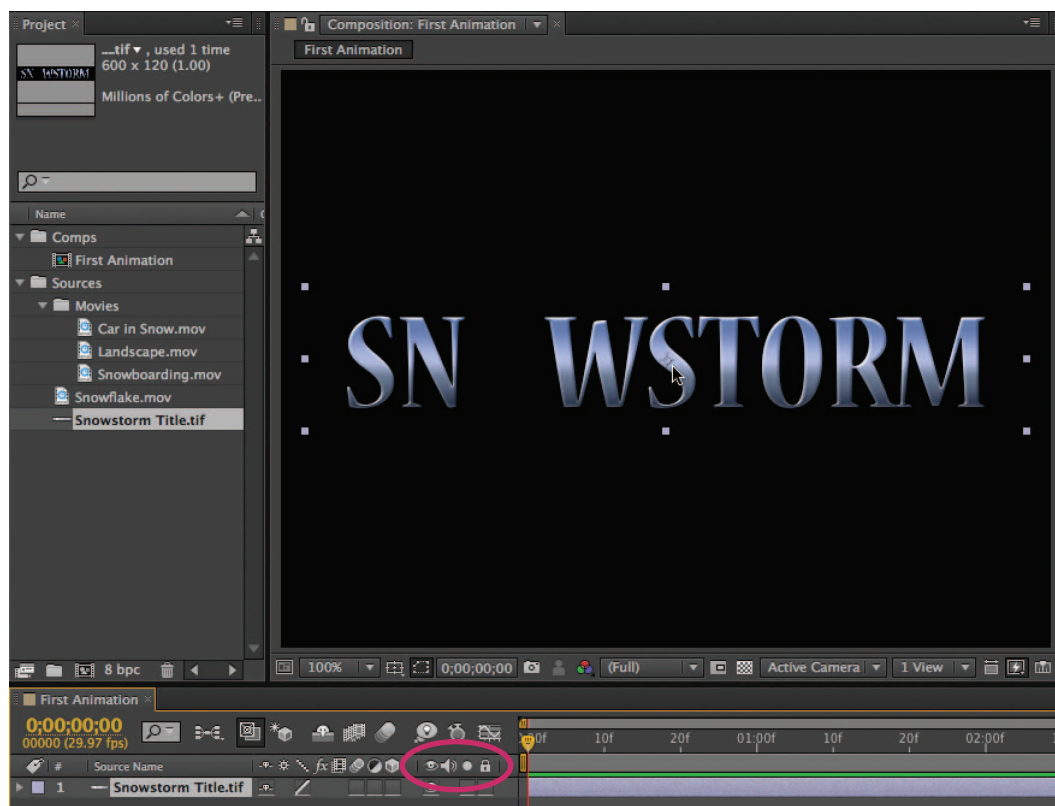 Project
Composition: First Animation
First Animation
__tif ▾ , used 1 time
600 x 120 (1.00)
Millions of Colors+ (Pre..
SN WSTORM
Name
Comps
First Animation
Sources
Movies
Car in Snow.mov
Landscape.mov
Snowboarding.mov
Snowflake.mov
Snowstorm Title.tif
SN WSTORM
8 bpc
100%
0;00;00;00
(Full)
Active Camera
1 View
First Animation
0;00;00;00
00000 (29.97 fps)
00f 10f 20f 01:00f 10f 20f 02:00f
# Source Name
fx
1 Snowstorm Title.tif